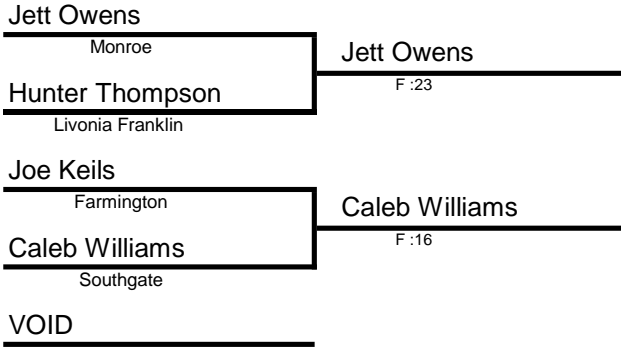 Jett Owens
Monroe
Jett Owens
F :23
Hunter Thompson
Livonia Franklin
Joe Keils
Farmington
Caleb Williams
F :16
Caleb Williams
Southgate
VOID